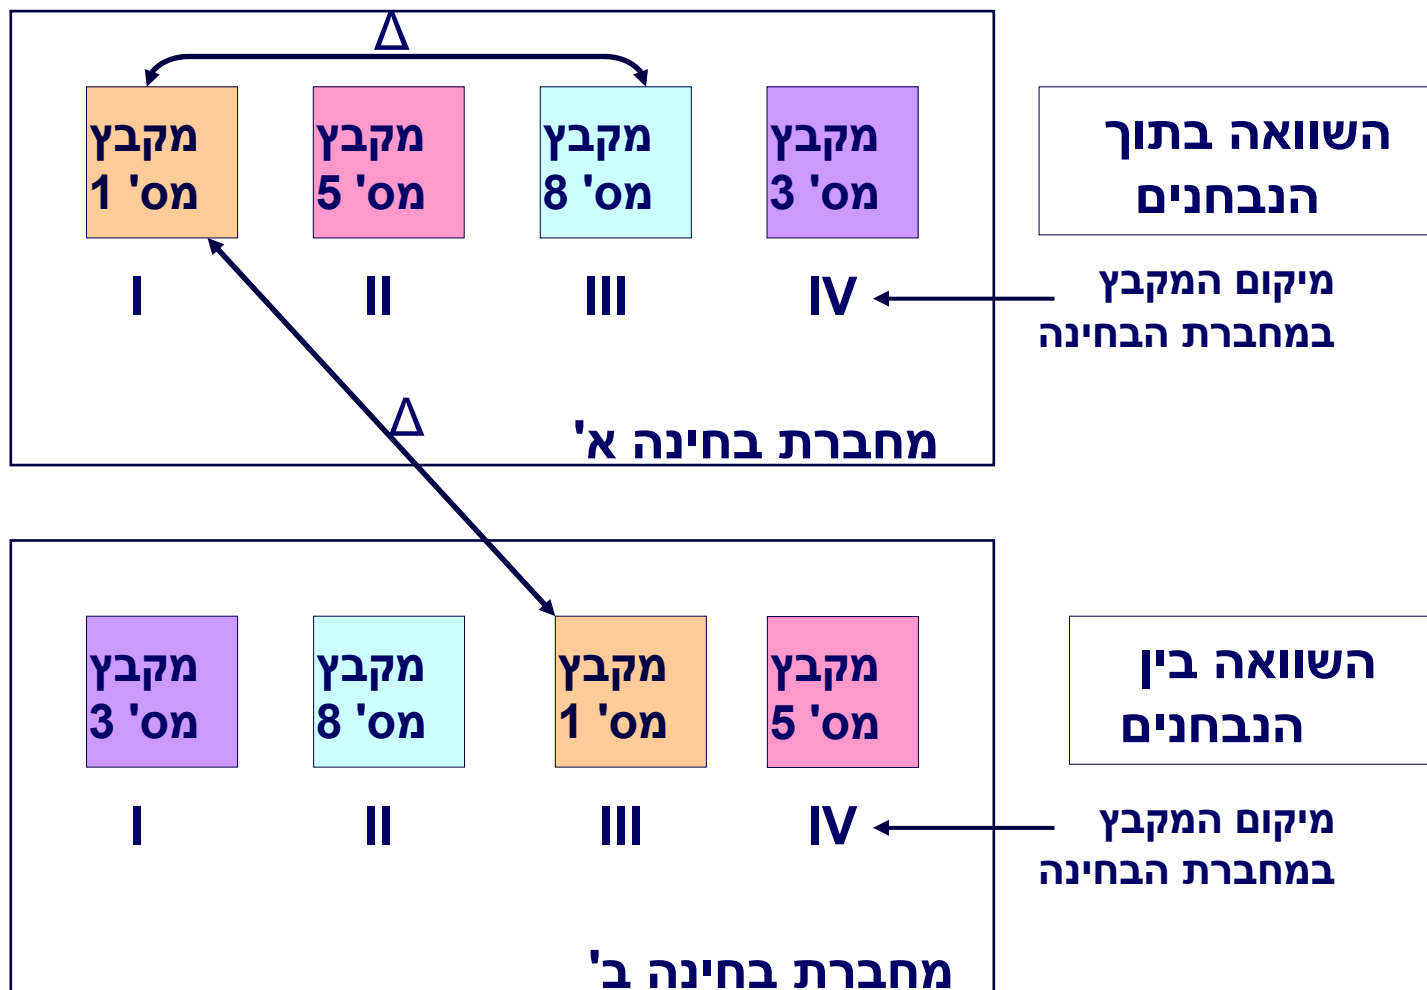 Δ
מקבץ
מס' 1
מקבץ
מס' 5
מקבץ
מס' 8
מקבץ
מס' 3
השוואה בתוך
הנבחנים
I
II
III
IV
מיקום המקבץ
במחברת הבחינה
Δ
מחברת בחינה א'
מקבץ
מס' 3
מקבץ
מס' 8
מקבץ
מס' 1
מקבץ
מס' 5
השוואה בין
הנבחנים
I
II
III
IV
מיקום המקבץ
במחברת הבחינה
מחברת בחינה ב'